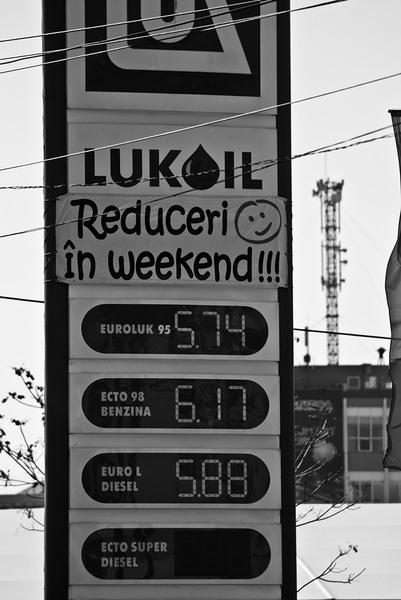 LUKOIL
Reduceri
în weekend!!!
EUROLUK 95 5.74
ECTO 98
BENZINA 6.17
EURO L
DIESEL 5.88
ECTO SUPER
DIESEL